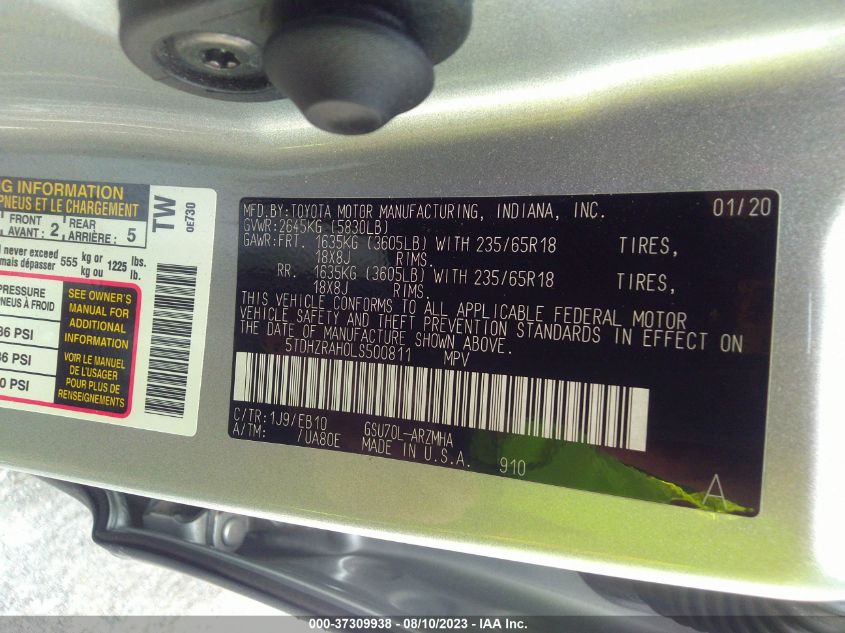 G INFORMATION
PNEUS ET LE CHARGEMENT
FRONT
AVANT : 2
REAR
ARRIÈRE : 5
never exceed
mais dépasser
555 kg or
kg ou
1225 lbs.
lb.
PRESSURE
PNEUS À FROID
36 PSI
36 PSI
0 PSI
SEE OWNER'S
MANUAL FOR
ADDITIONAL
INFORMATION
VOIR LE MANUEL
DE L'USAGER
POUR PLUS DE
RENSEIGNEMENTS
TW
0E730
MFD.BY:TOYOTA MOTOR MANUFACTURING, INDIANA, INC. 01/20
GVWR:2645KG (5830LB)
GAWR:FRT. 1635KG (3605LB) WITH 235/65R18 TIRES,
18X8J RIMS.
RR. 1635KG (3605LB) WITH 235/65R18 TIRES,
18X8J RIMS.
THIS VEHICLE CONFORMS TO ALL APPLICABLE FEDERAL MOTOR
VEHICLE SAFETY AND THEFT PREVENTION STANDARDS IN EFFECT ON
THE DATE OF MANUFACTURE SHOWN ABOVE.
5TDHZRAH0LS500811 MPV
C/TR:1J9/EB10 GSU70L-ARZMHA
A/TM: /UA80E MADE IN U.S.A. 910
A
000-37309938 - 08/10/2023 - IAA Inc.